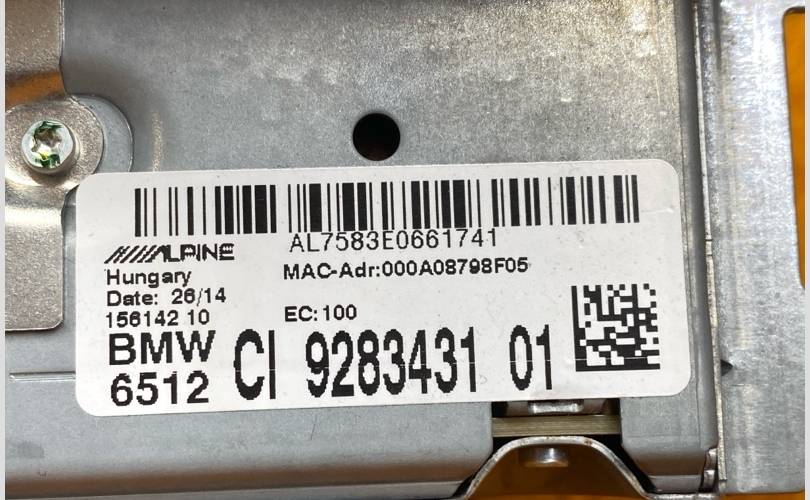 AL7583E0661741
ALPINE
MAC-Adr:000A08798F05
Hungary
Date: 26/14
156142 10
EC:100
BMW
6512
CI 9283431 01